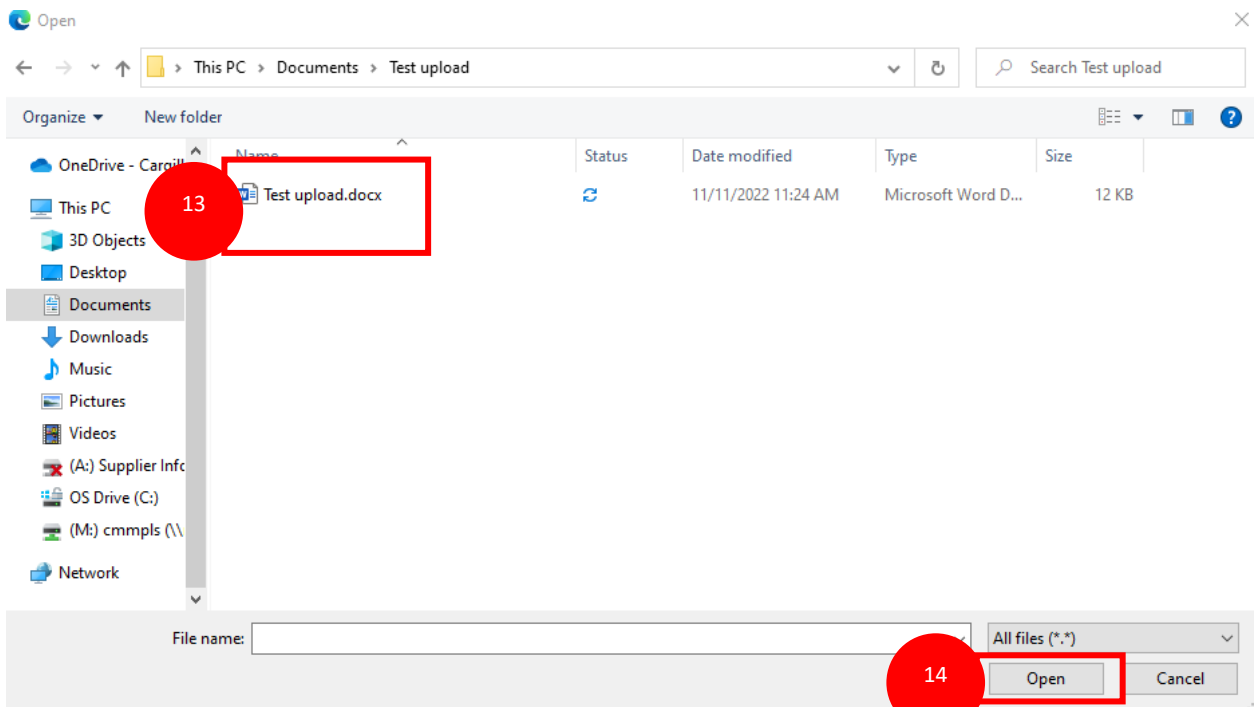 Open
This PC > Documents > Test upload
Search Test upload
Organize
New folder
Name
Status
Date modified
Type
Size
13
Test upload.docx
11/11/2022 11:24 AM
Microsoft Word D...
12 KB
OneDrive - Cargill
This PC
3D Objects
Desktop
Documents
Downloads
Music
Pictures
Videos
(A:) Supplier Info
OS Drive (C:)
(M:) cmmpls (\\
Network
File name:
All files (*.*)
14
Open
Cancel